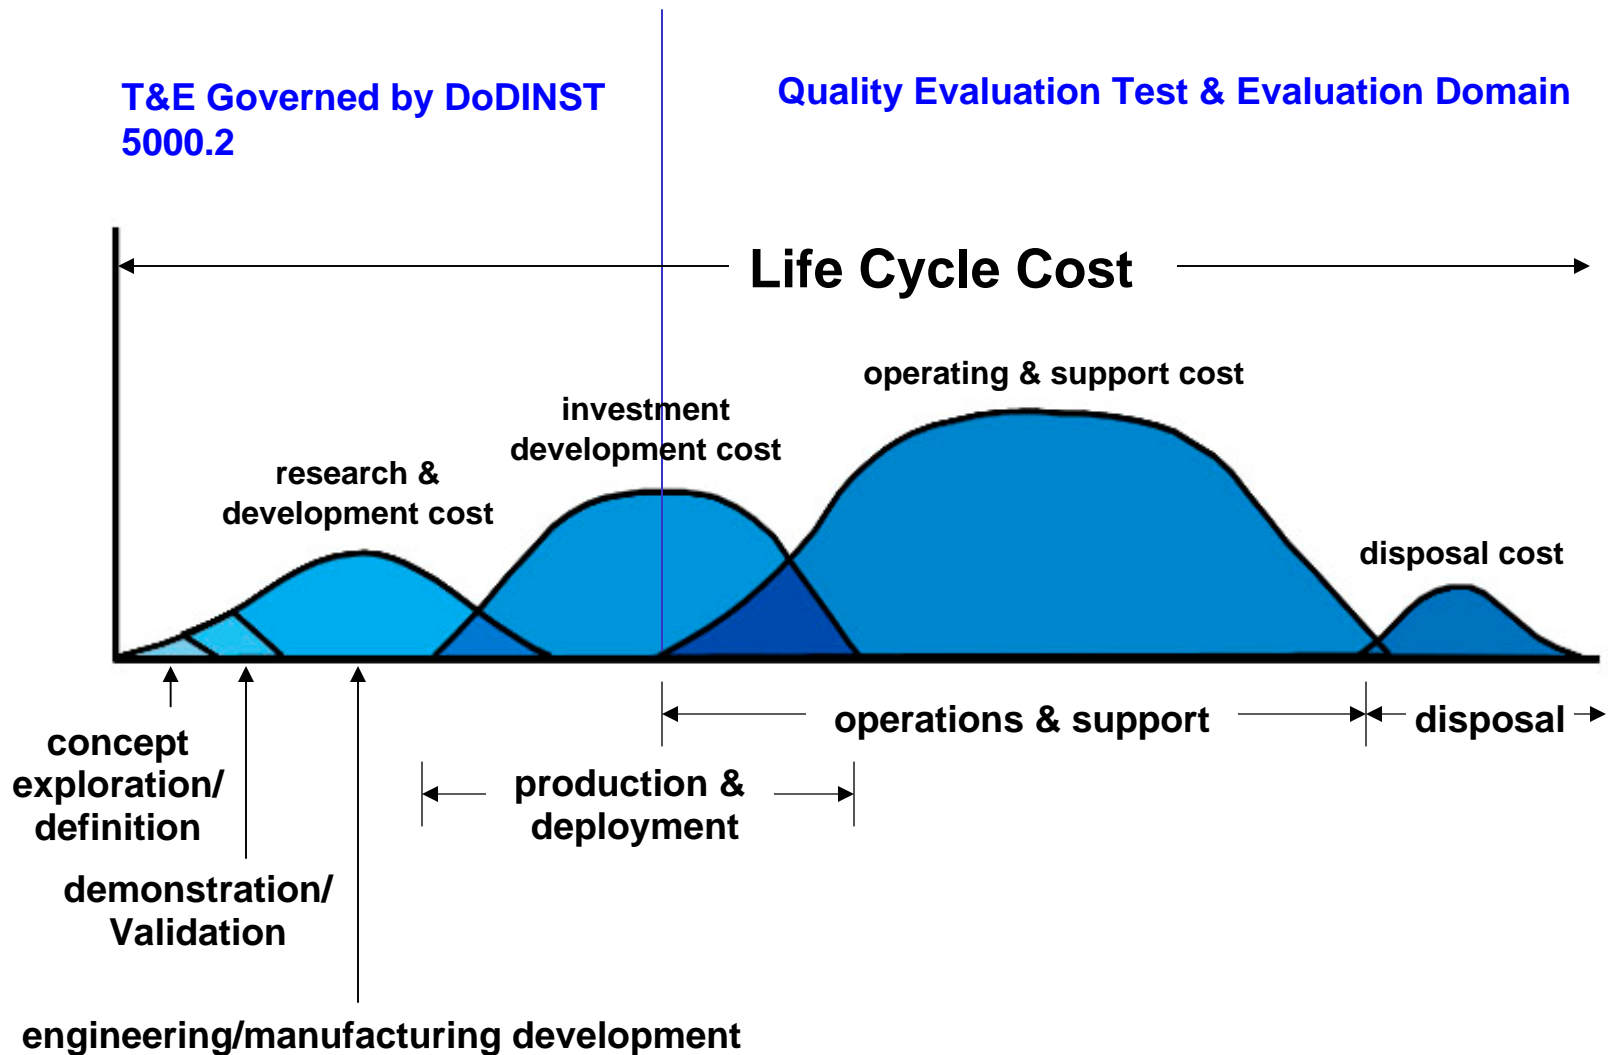 T&E Governed by DoDINST
5000.2
Quality Evaluation Test & Evaluation Domain
Life Cycle Cost
operating & support cost
investment
development cost
research &
development cost
disposal cost
operations & support
disposal
concept
exploration/
definition
production &
deployment
demonstration/
Validation
engineering/manufacturing development